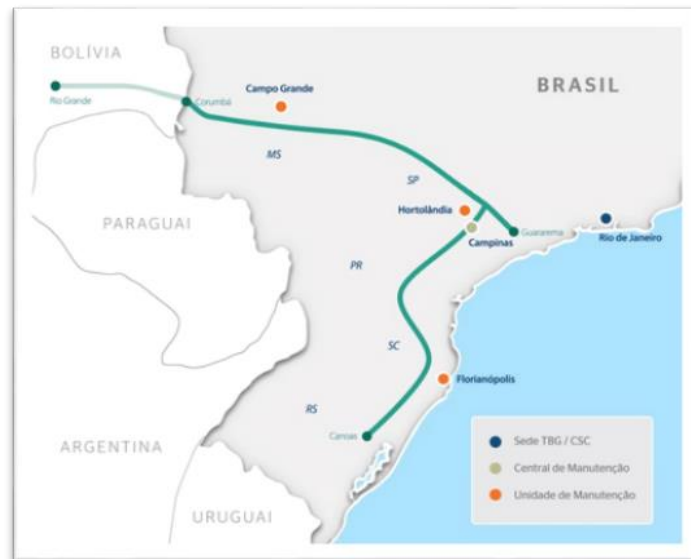 BOLÍVIA
Rio Grande
Corumbá
Campo Grande
BRASIL
MS
SP
PARAGUAI
Hortolândia
Campinas
Guararema
Rio de Janeiro
PR
SC
Florianópolis
RS
Canoas
ARGENTINA
URUGUAI
Sede TBG / CSC
Central de Manutenção
Unidade de Manutenção